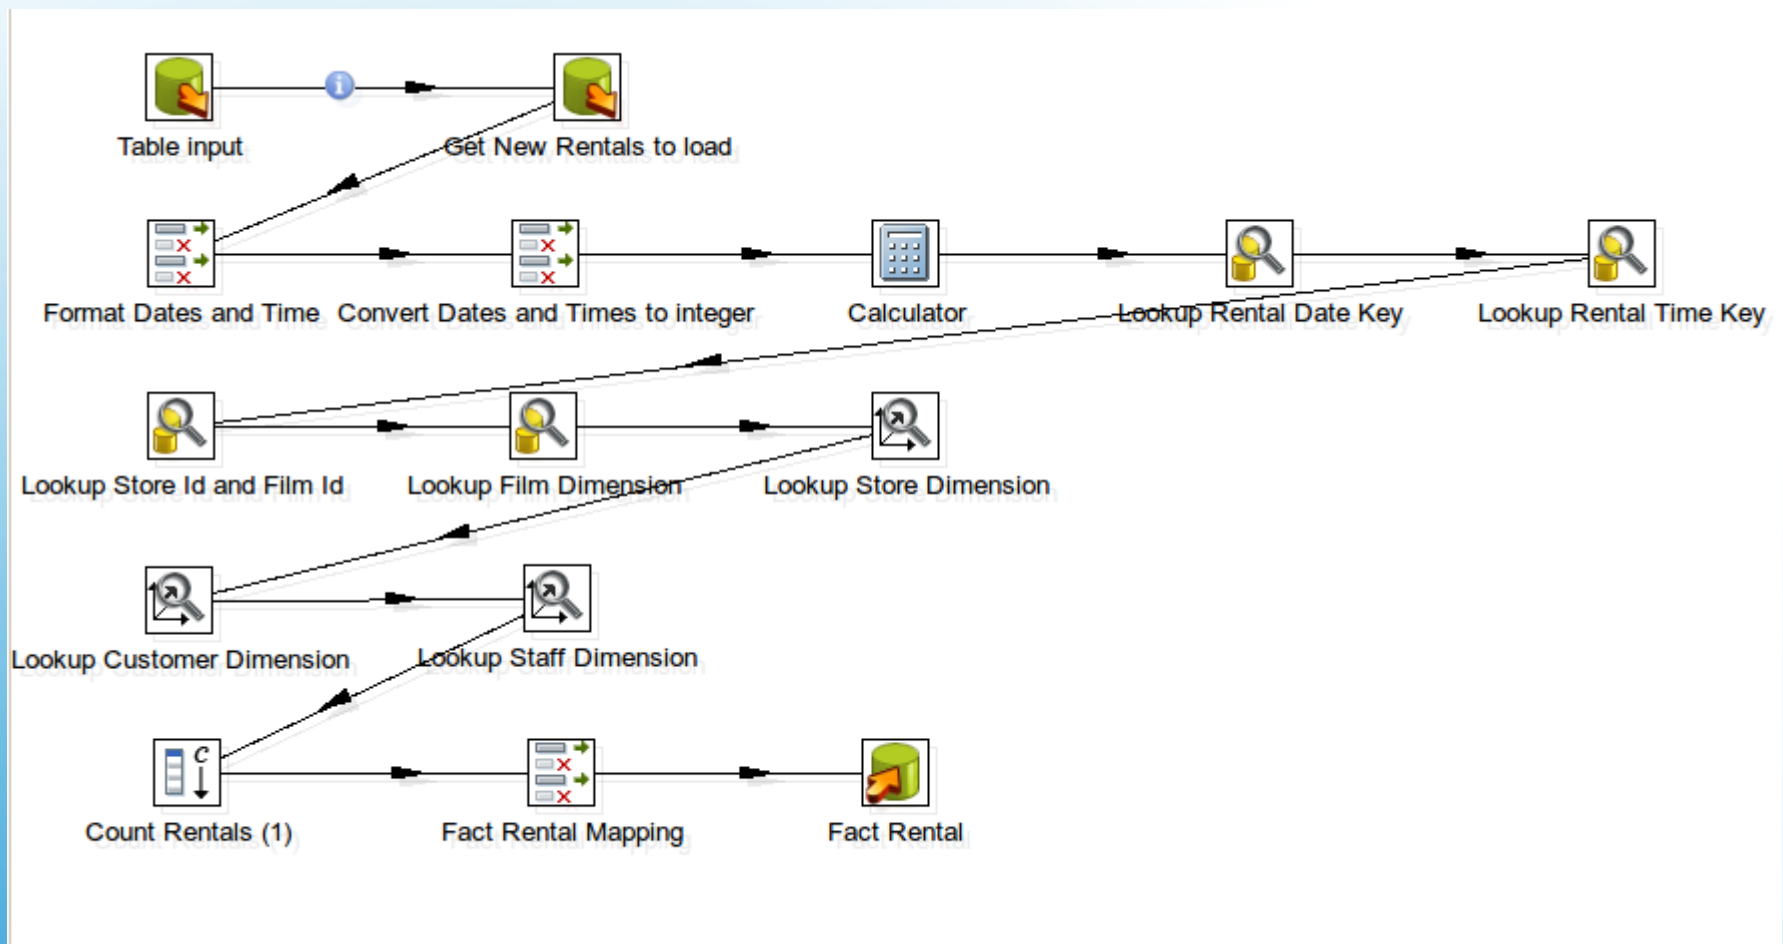 Table input
Get New Rentals to load
Format Dates and Time
Convert Dates and Times to integer
Calculator
Lookup Rental Date Key
Lookup Rental Time Key
Lookup Store Id and Film Id
Lookup Film Dimension
Lookup Store Dimension
Lookup Customer Dimension
Lookup Staff Dimension
Count Rentals (1)
Fact Rental Mapping
Fact Rental